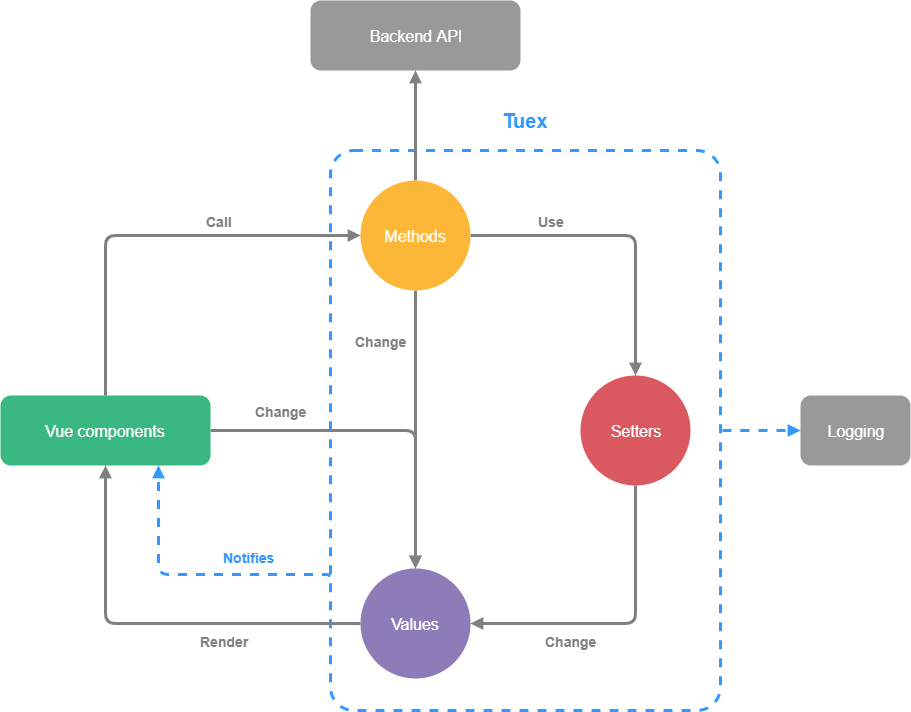 Backend API
Tuex
Call
Methods
Use
Change
Change
Vue components
Setters
Logging
Notifies
Values
Render
Change